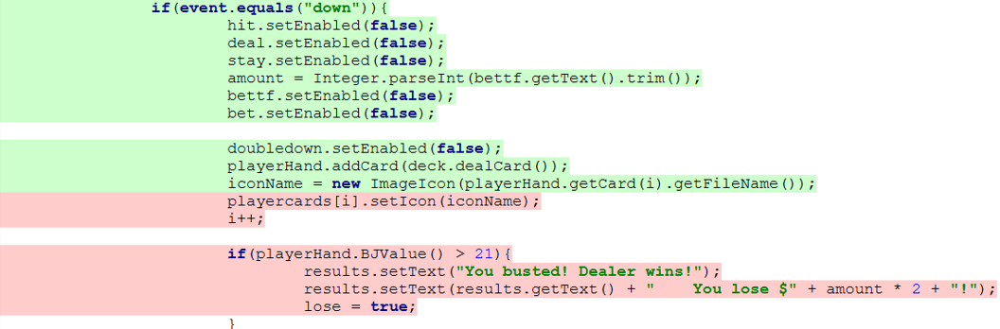 if(event.equals("down")){
hit.setEnabled(false);
deal.setEnabled(false);
stay.setEnabled(false);
amount = Integer.parseInt(bettf.getText().trim());
bettf.setEnabled(false);
bet.setEnabled(false);
doubledown.setEnabled(false);
playerHand.addCard(deck.dealCard());
iconName = new ImageIcon(playerHand.getCard(i).getFileName());
playercards[i].setIcon(iconName);
i++;
if(playerHand.BJValue() > 21){
results.setText("You busted! Dealer wins!");
results.setText(results.getText() + "    You lose $" + amount * 2 + "!");
lose = true;
}